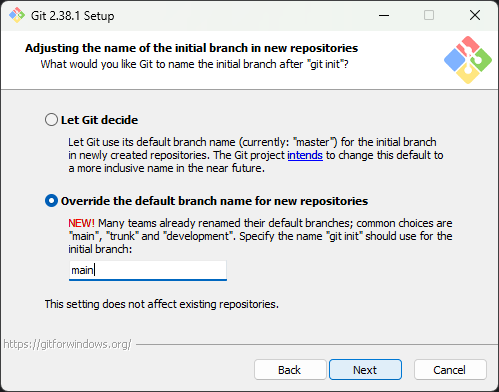 Git 2.38.1 Setup
Adjusting the name of the initial branch in new repositories
What would you like Git to name the initial branch after "git init"?
Let Git decide
Let Git use its default branch name (currently: "master") for the initial branch
in newly created repositories. The Git project intends to change this default to
a more inclusive name in the near future.
Override the default branch name for new repositories
NEW! Many teams already renamed their default branches; common choices are
"main", "trunk" and "development". Specify the name "git init" should use for the
initial branch:
main
This setting does not affect existing repositories.
https://gitforwindows.org/
Back
Next
Cancel